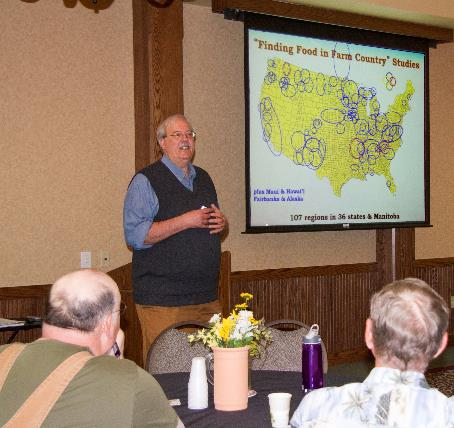 "Finding Food in Farm Country" Studies
plus Maui & Hawai'i
Fairbanks & Alaska
107 regions in 36 states & Manitoba